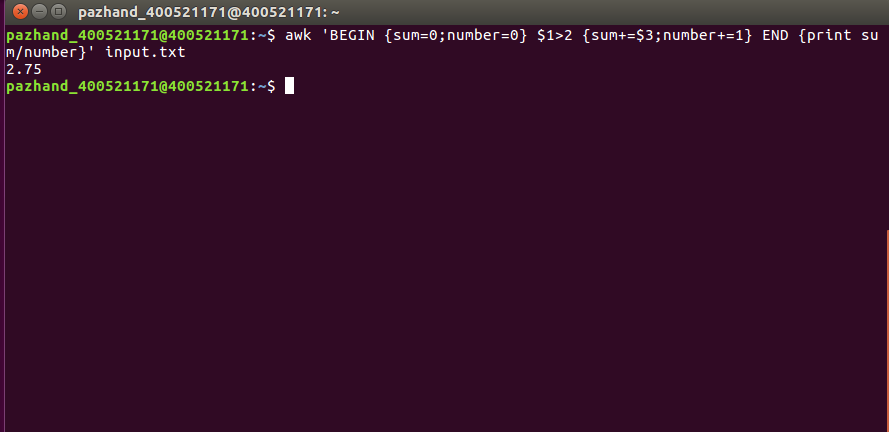 pazhand_400521171@400521171: ~
pazhand_400521171@400521171:~$ awk 'BEGIN {sum=0;number=0} $1>2 {sum+=$3;number+=1} END {print su
m/number}' input.txt
2.75
pazhand_400521171@400521171:~$